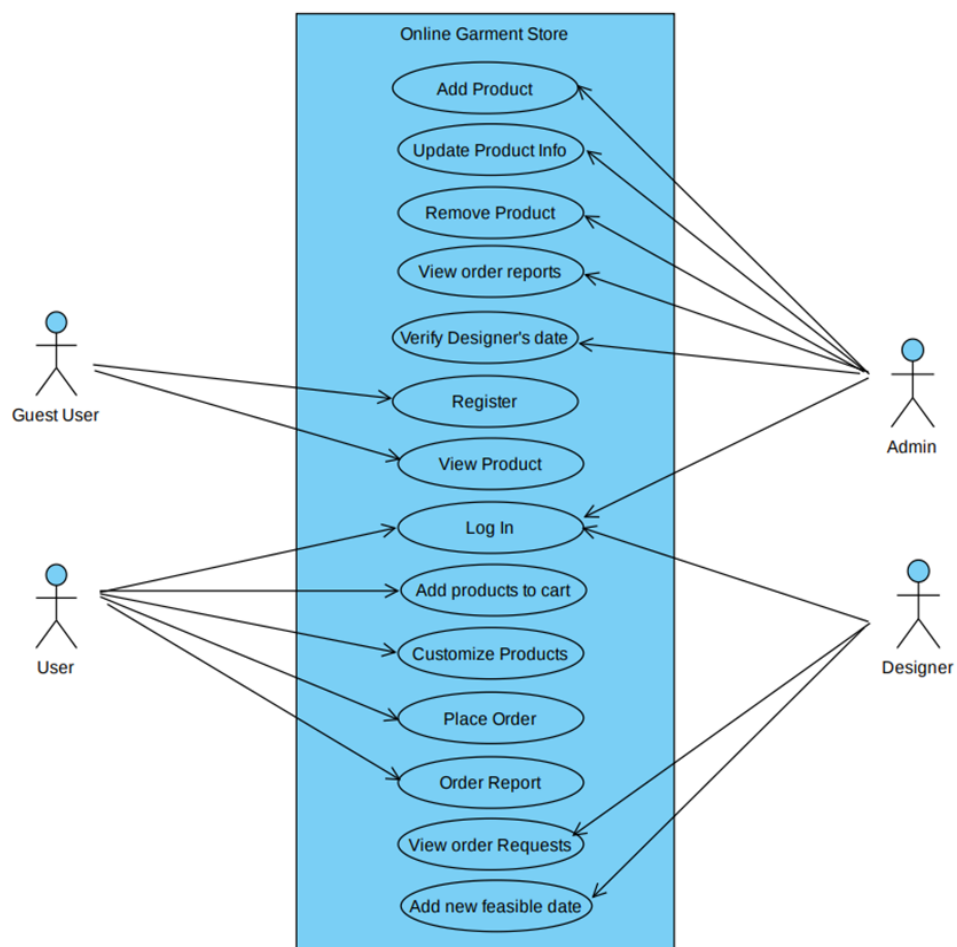 Online Garment Store
Add Product
Update Product Info
Remove Product
View order reports
Verify Designer's date
Register
Guest User
View Product
Admin
Log In
Add products to cart
Customize Products
User
Designer
Place Order
Order Report
View order Requests
Add new feasible date